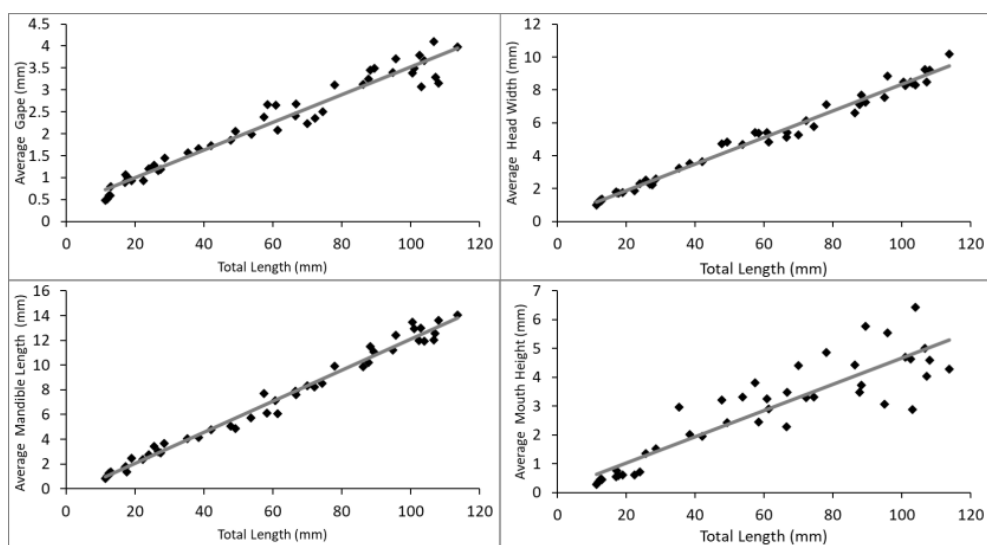 4.5
4
3.5
3
2.5
2
1.5
1
0.5
0
Average Gape (mm)
0 20 40 60 80 100 120
Total Length (mm)
12
10
8
6
4
2
0
Average Head Width (mm)
0 20 40 60 80 100 120
Total Length (mm)
16
14
12
10
8
6
4
2
0
Average Mandible Length (mm)
0 20 40 60 80 100 120
Total Length (mm)
7
6
5
4
3
2
1
0
Average Mouth Height (mm)
0 20 40 60 80 100 120
Total Length (mm)